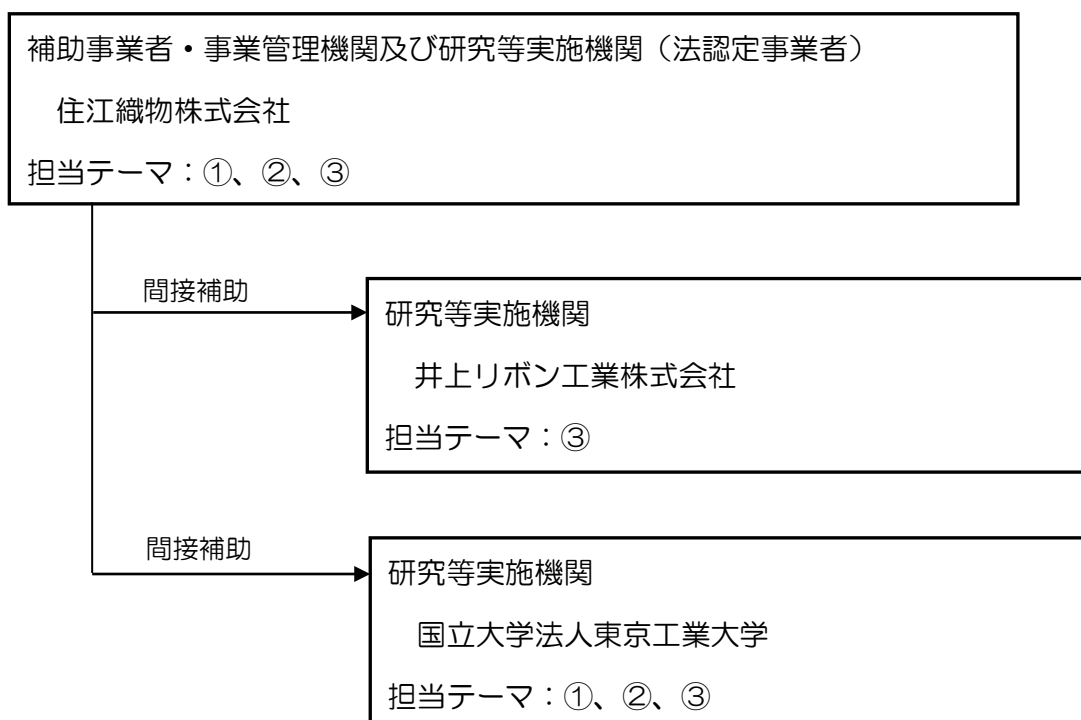 補助事業者・事業管理機関及び研究等実施機関（法認定事業者）
住江織物株式会社
担当テーマ：①、②、③
間接補助
研究等実施機関
井上リボン工業株式会社
担当テーマ：③
間接補助
研究等実施機関
国立大学法人東京工業大学
担当テーマ：①、②、③